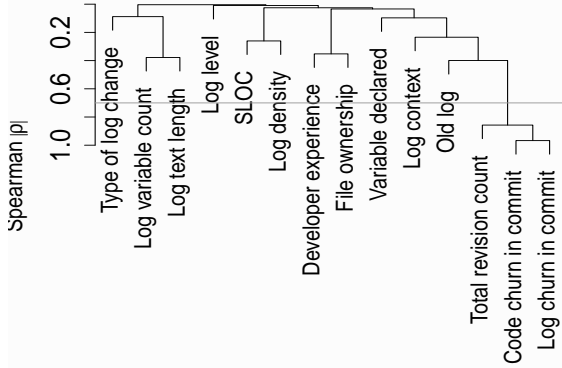 Spearman |ρ|
0.2
0.6
1.0
Type of log change
Log variable count
Log text length
Log level
SLOC
Log density
Developer experience
File ownership
Variable declared
Log context
Old log
Total revision count
Code churn in commit
Log churn in commit